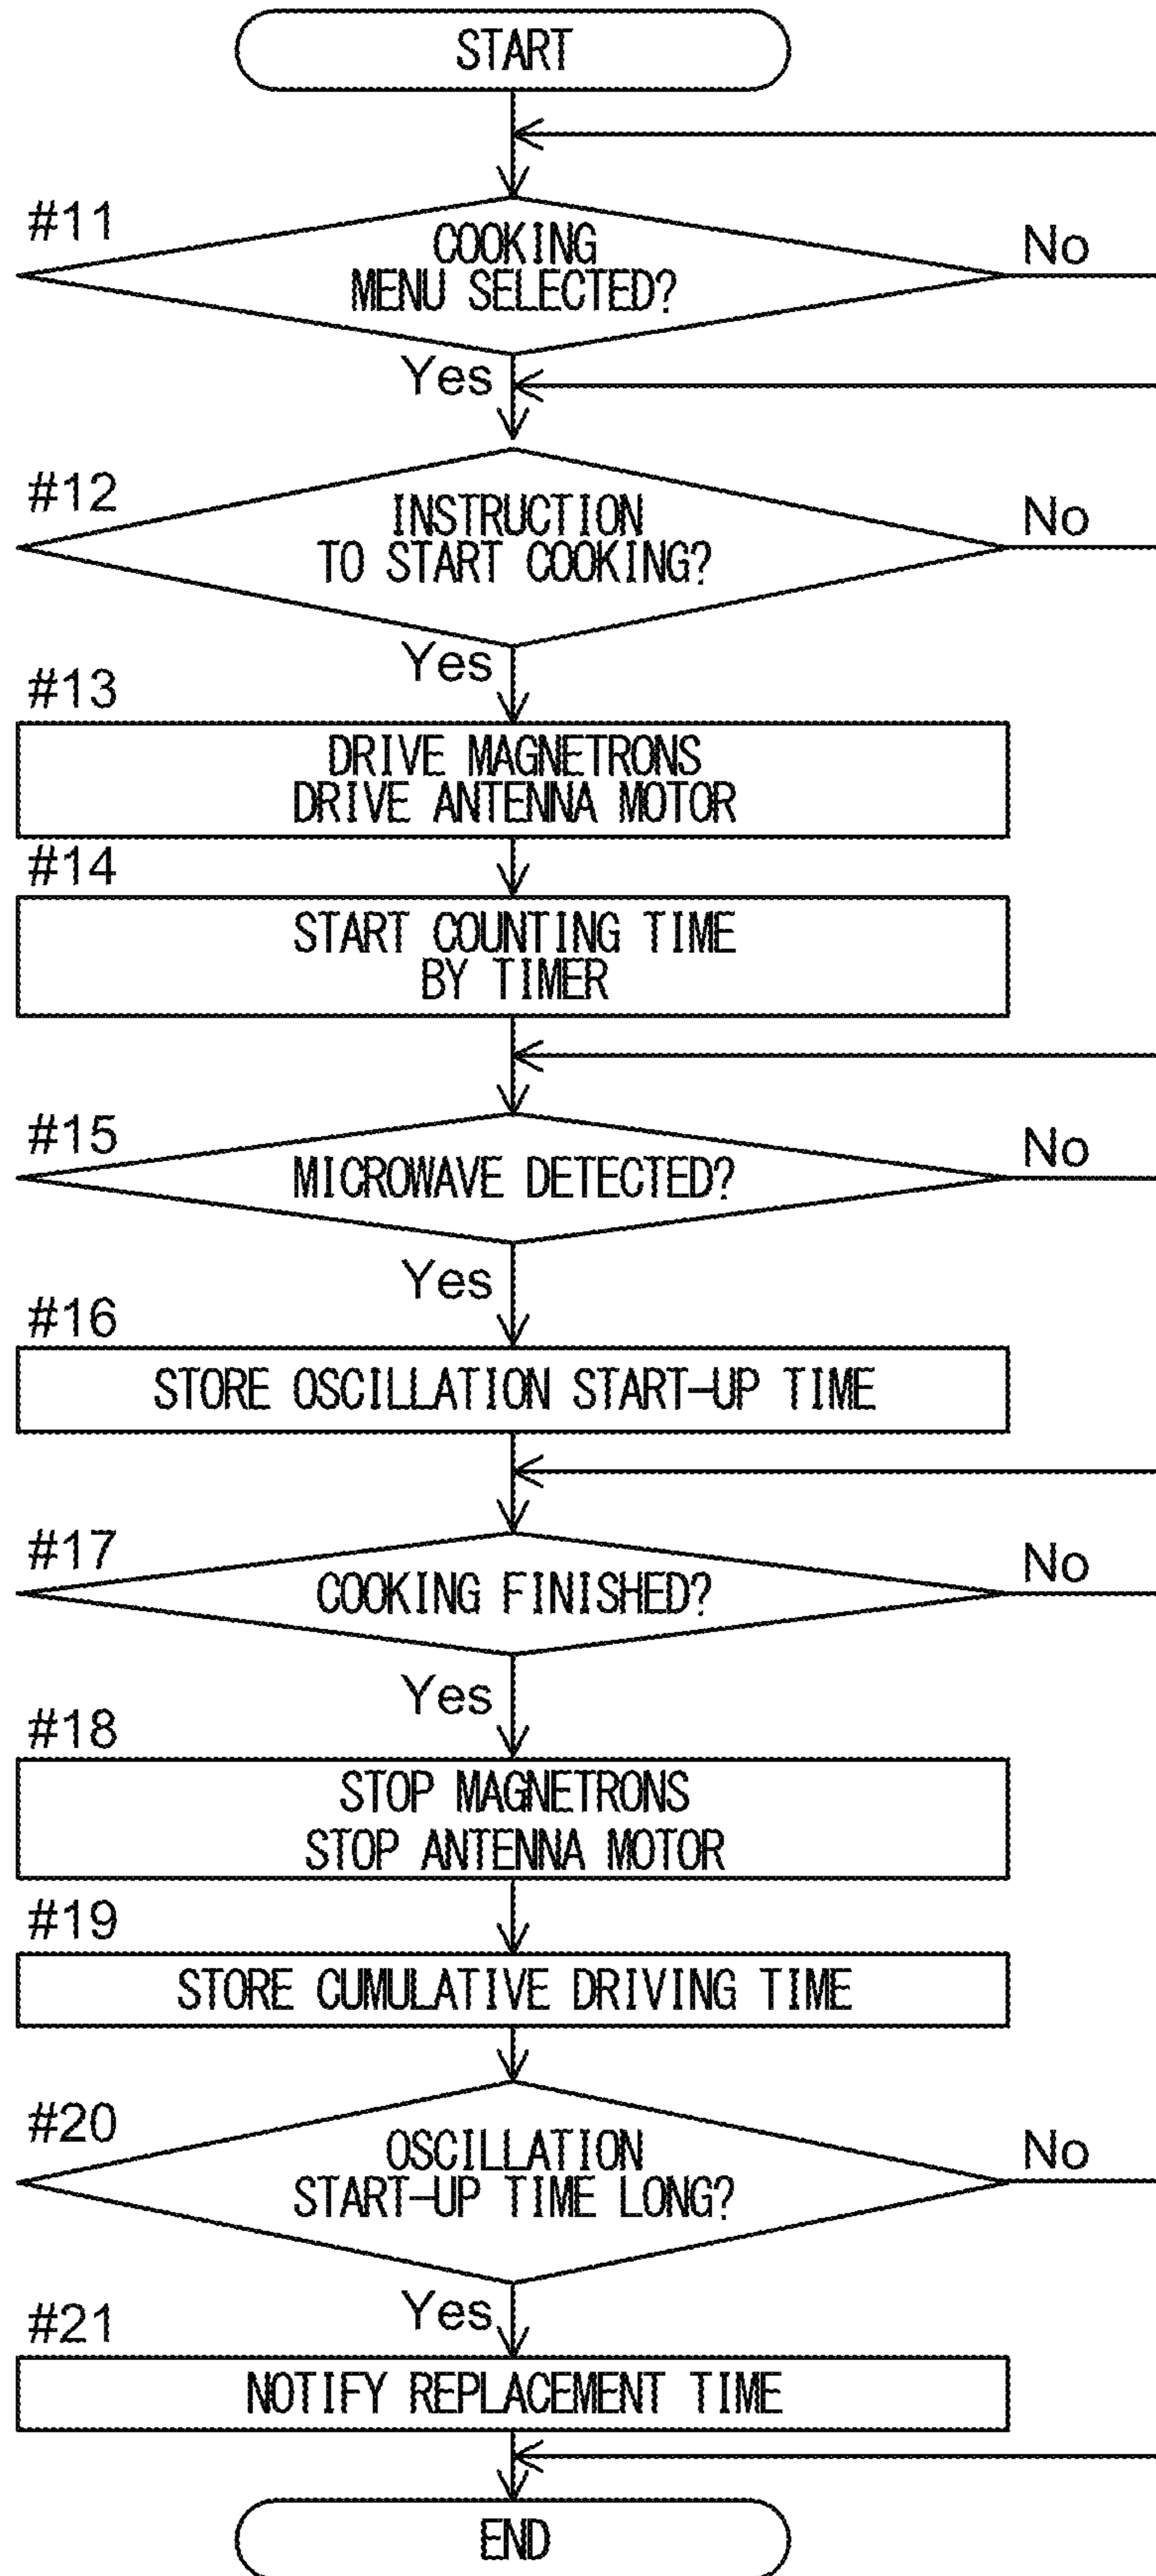 START
#11
COOKING
MENU SELECTED?
No
Yes
#12
INSTRUCTION
TO START COOKING?
No
Yes
#13
DRIVE MAGNETRONS
DRIVE ANTENNA MOTOR
#14
START COUNTING TIME
BY TIMER
#15
MICROWAVE DETECTED?
No
Yes
#16
STORE OSCILLATION START-UP TIME
#17
COOKING FINISHED?
No
Yes
#18
STOP MAGNETRONS
STOP ANTENNA MOTOR
#19
STORE CUMULATIVE DRIVING TIME
#20
OSCILLATION
START-UP TIME LONG?
No
Yes
#21
NOTIFY REPLACEMENT TIME
END